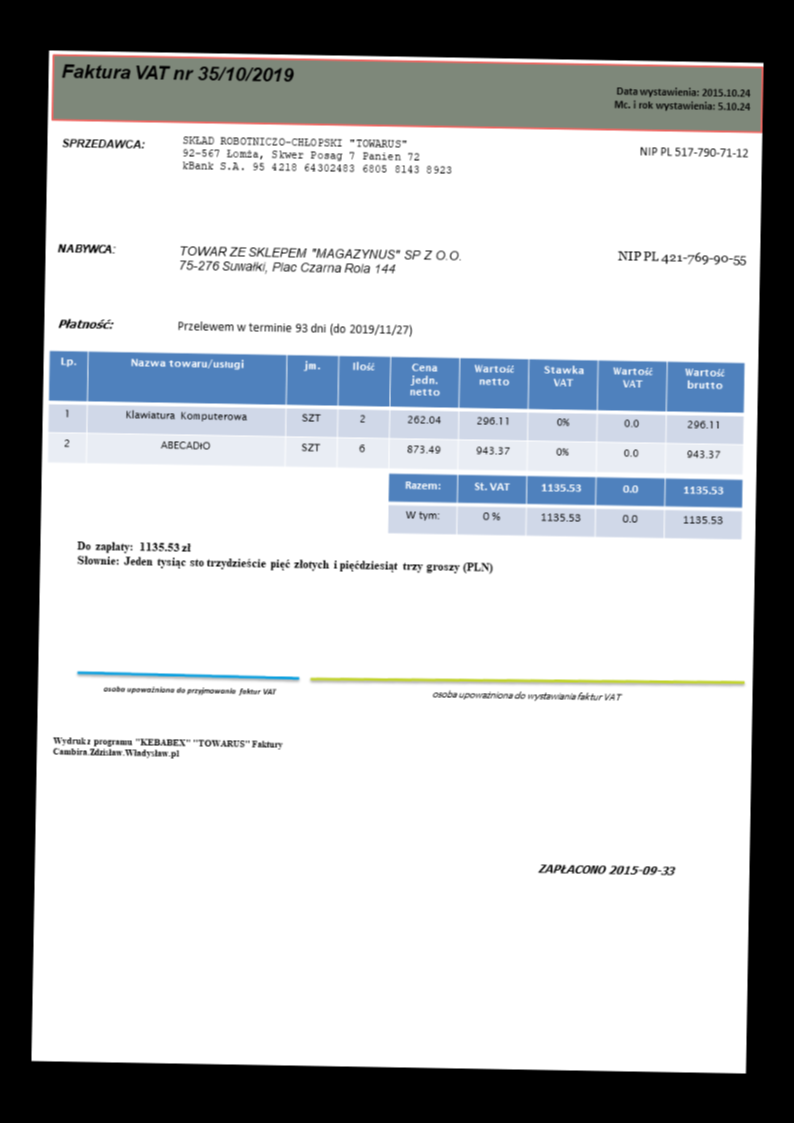 Faktura VAT nr 35/10/2019
Data wystawienia: 2015.10.24
Mc. i rok wystawienia: 5.10.24
SPRZEDAWCA:
SKŁAD ROBOTNICZO-CHŁOPSKI "TOWARUS"
92-567 Łomża, Skwer Posag 7 Panien 72
kBank S.A. 95 4218 64302483 6805 8143 8923
NIP PL 517-790-71-12
NABYWCA:
TOWAR ZE SKLEPEM "MAGAZYNUS" SP Z O.O.
75-276 Suwałki, Plac Czarna Rola 144
NIP PL 421-769-90-55
Płatność:
Przelewem w terminie 93 dni (do 2019/11/27)
Lp. Nazwa towaru/usługi jm. Ilość Cena jedn. netto Wartość netto Stawka VAT Wartość VAT Wartość brutto
1 Klawiatura Komputerowa SZT 2 262.04 296.11 0% 0.0 296.11
2 ABECADłO SZT 6 873.49 943.37 0% 0.0 943.37
Razem: St. VAT 1135.53 0.0 1135.53
W tym: 0 % 1135.53 0.0 1135.53
Do zapłaty: 1135.53 zł
Słownie: Jeden tysiąc sto trzydzieście pięć złotych i pięćdziesiąt trzy groszy (PLN)
osoba upoważniona do przyjmowania faktur VAT
osoba upoważniona do wystawiania faktur VAT
Wydruk z programu "KEBABEX" "TOWARUS" Faktury
Cambira.Zdzisław.Władysław.pl
ZAPŁACONO 2015-09-33